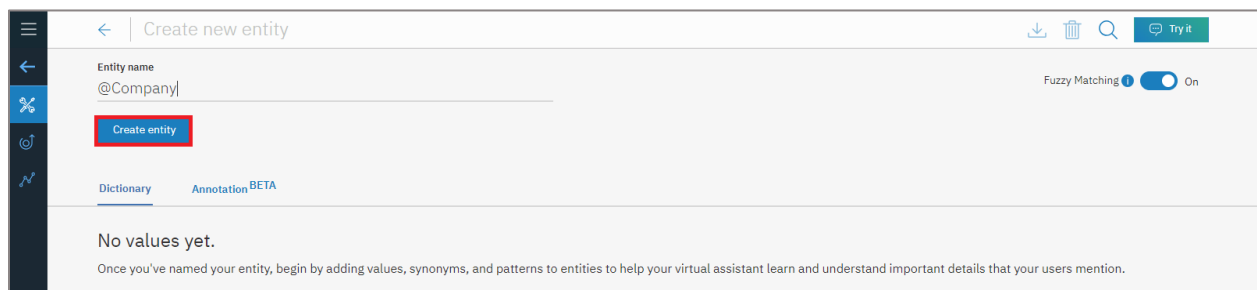 Create new entity
Try it
Entity name
@Company
Fuzzy Matching
On
Create entity
Dictionary
Annotation BETA
No values yet.
Once you've named your entity, begin by adding values, synonyms, and patterns to entities to help your virtual assistant learn and understand important details that your users mention.